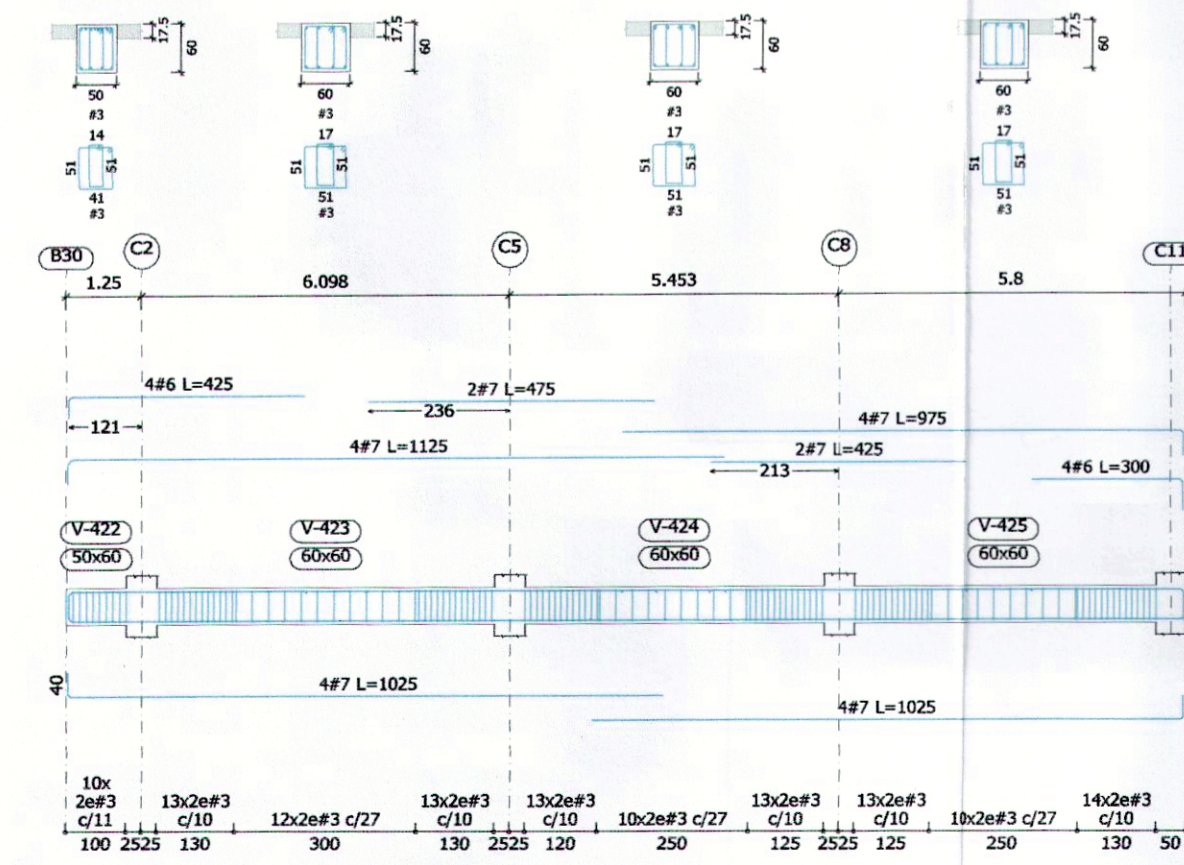 17.5
60
50
#3
14
51
51
41
#3
17.5
60
60
#3
17
51
51
51
#3
17.5
60
60
#3
17
51
51
51
#3
17.5
60
60
#3
17
51
51
51
#3
B30
C2
C5
C8
C11
1.25
6.098
5.453
5.8
4#6 L=425
2#7 L=475
121
236
4#7 L=975
4#7 L=1125
2#7 L=425
213
4#6 L=300
V-422
V-423
V-424
V-425
50x60
60x60
60x60
60x60
40
4#7 L=1025
4#7 L=1025
10x
2e#3
c/11
13x2e#3
c/10
12x2e#3 c/27
13x2e#3
c/10
13x2e#3
c/10
10x2e#3 c/27
13x2e#3
c/10
13x2e#3
c/10
10x2e#3 c/27
14x2e#3
c/10
100 2525 130 300 130 2525 120 250 125 2525 125 250 130 50